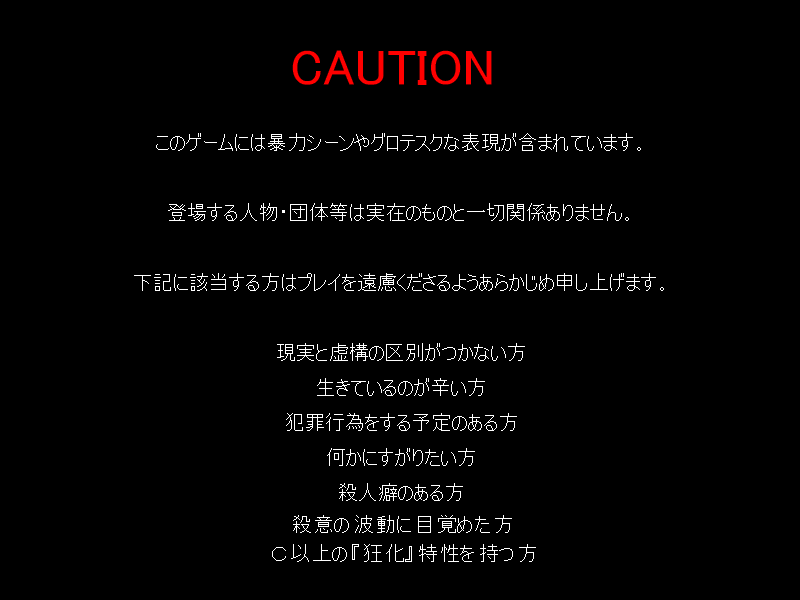 CAUTION
このゲームには暴力シーンやグロテスクな表現が含まれています。
登場する人物・団体等は実在のものと一切関係ありません。
下記に該当する方はプレイを遠慮くださるようあらかじめ申し上げます。
現実と虚構の区別がつかない方
生きているのが辛い方
犯罪行為をする予定のある方
何かにすがりたい方
殺人癖のある方
殺意の波動に目覚めた方
C以上の『狂化』特性を持つ方